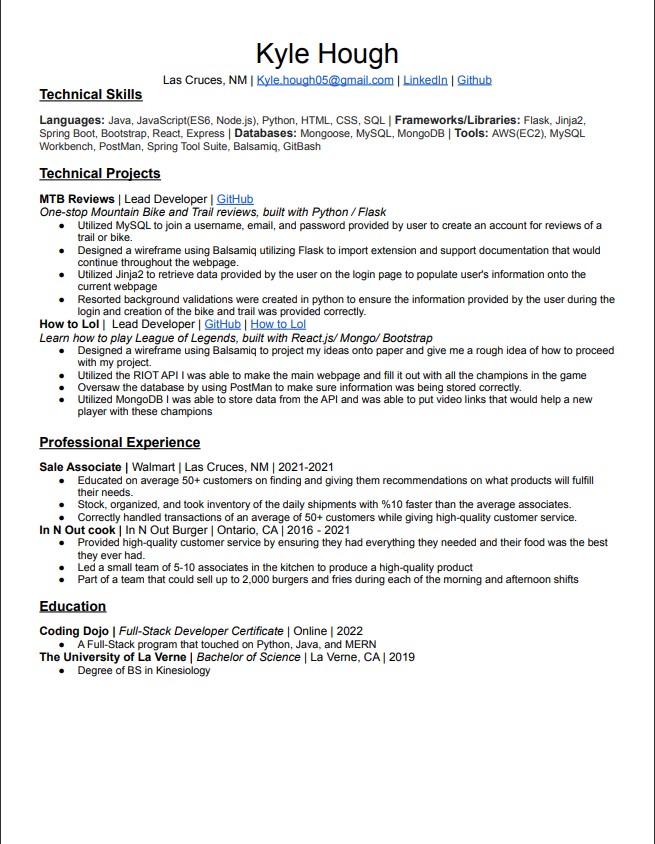 Kyle Hough
Las Cruces, NM | Kyle.hough05@gmail.com | LinkedIn | Github
Technical Skills
Languages: Java, JavaScript(ES6, Node.js), Python, HTML, CSS, SQL | Frameworks/Libraries: Flask, Jinja2,
Spring Boot, Bootstrap, React, Express | Databases: Mongoose, MySQL, MongoDB | Tools: AWS(EC2), MySQL
Workbench, PostMan, Spring Tool Suite, Balsamiq, GitBash
Technical Projects
MTB Reviews | Lead Developer | GitHub
One-stop Mountain Bike and Trail reviews, built with Python / Flask
● Utilized MySQL to join a username, email, and password provided by user to create an account for reviews of a
trail or bike.
● Designed a wireframe using Balsamiq utilizing Flask to import extension and support documentation that would
continue throughout the webpage.
● Utilized Jinja2 to retrieve data provided by the user on the login page to populate user's information onto the
current webpage
● Resorted background validations were created in python to ensure the information provided by the user during the
login and creation of the bike and trail was provided correctly.
How to Lol | Lead Developer | GitHub | How to Lol
Learn how to play League of Legends, built with React.js/ Mongo/ Bootstrap
● Designed a wireframe using Balsamiq to project my ideas onto paper and give me a rough idea of how to proceed
with my project.
● Utilized the RIOT API I was able to make the main webpage and fill it out with all the champions in the game
● Oversaw the database by using PostMan to make sure information was being stored correctly.
● Utilized MongoDB I was able to store data from the API and was able to put video links that would help a new
player with these champions
Professional Experience
Sale Associate | Walmart | Las Cruces, NM | 2021-2021
● Educated on average 50+ customers on finding and giving them recommendations on what products will fulfill
their needs.
● Stock, organized, and took inventory of the daily shipments with %10 faster than the average associates.
● Correctly handled transactions of an average of 50+ customers while giving high-quality customer service.
In N Out cook | In N Out Burger | Ontario, CA | 2016 - 2021
● Provided high-quality customer service by ensuring they had everything they needed and their food was the best
they ever had.
● Led a small team of 5-10 associates in the kitchen to produce a high-quality product
● Part of a team that could sell up to 2,000 burgers and fries during each of the morning and afternoon shifts
Education
Coding Dojo | Full-Stack Developer Certificate | Online | 2022
● A Full-Stack program that touched on Python, Java, and MERN
The University of La Verne | Bachelor of Science | La Verne, CA | 2019
● Degree of BS in Kinesiology